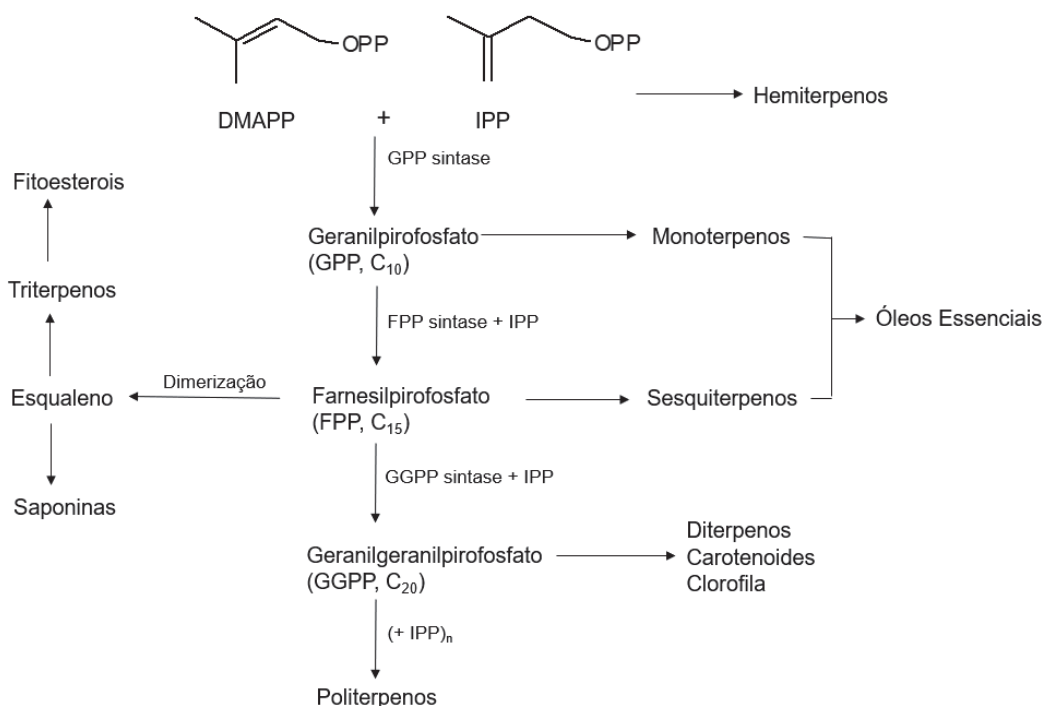 OPP
OPP
DMAPP
+
IPP
Hemiterpenos
GPP sintase
Fitoesterois
Geranilpirofosfato
(GPP, C10)
Monoterpenos
Triterpenos
FPP sintase + IPP
Óleos Essenciais
Esqualeno
Dimerização
Farnesilpirofosfato
(FPP, C15)
Sesquiterpenos
GGPP sintase + IPP
Saponinas
Geranilgeranilpirofosfato
(GGPP, C20)
Diterpenos
Carotenoides
Clorofila
(+ IPP)n
Politerpenos